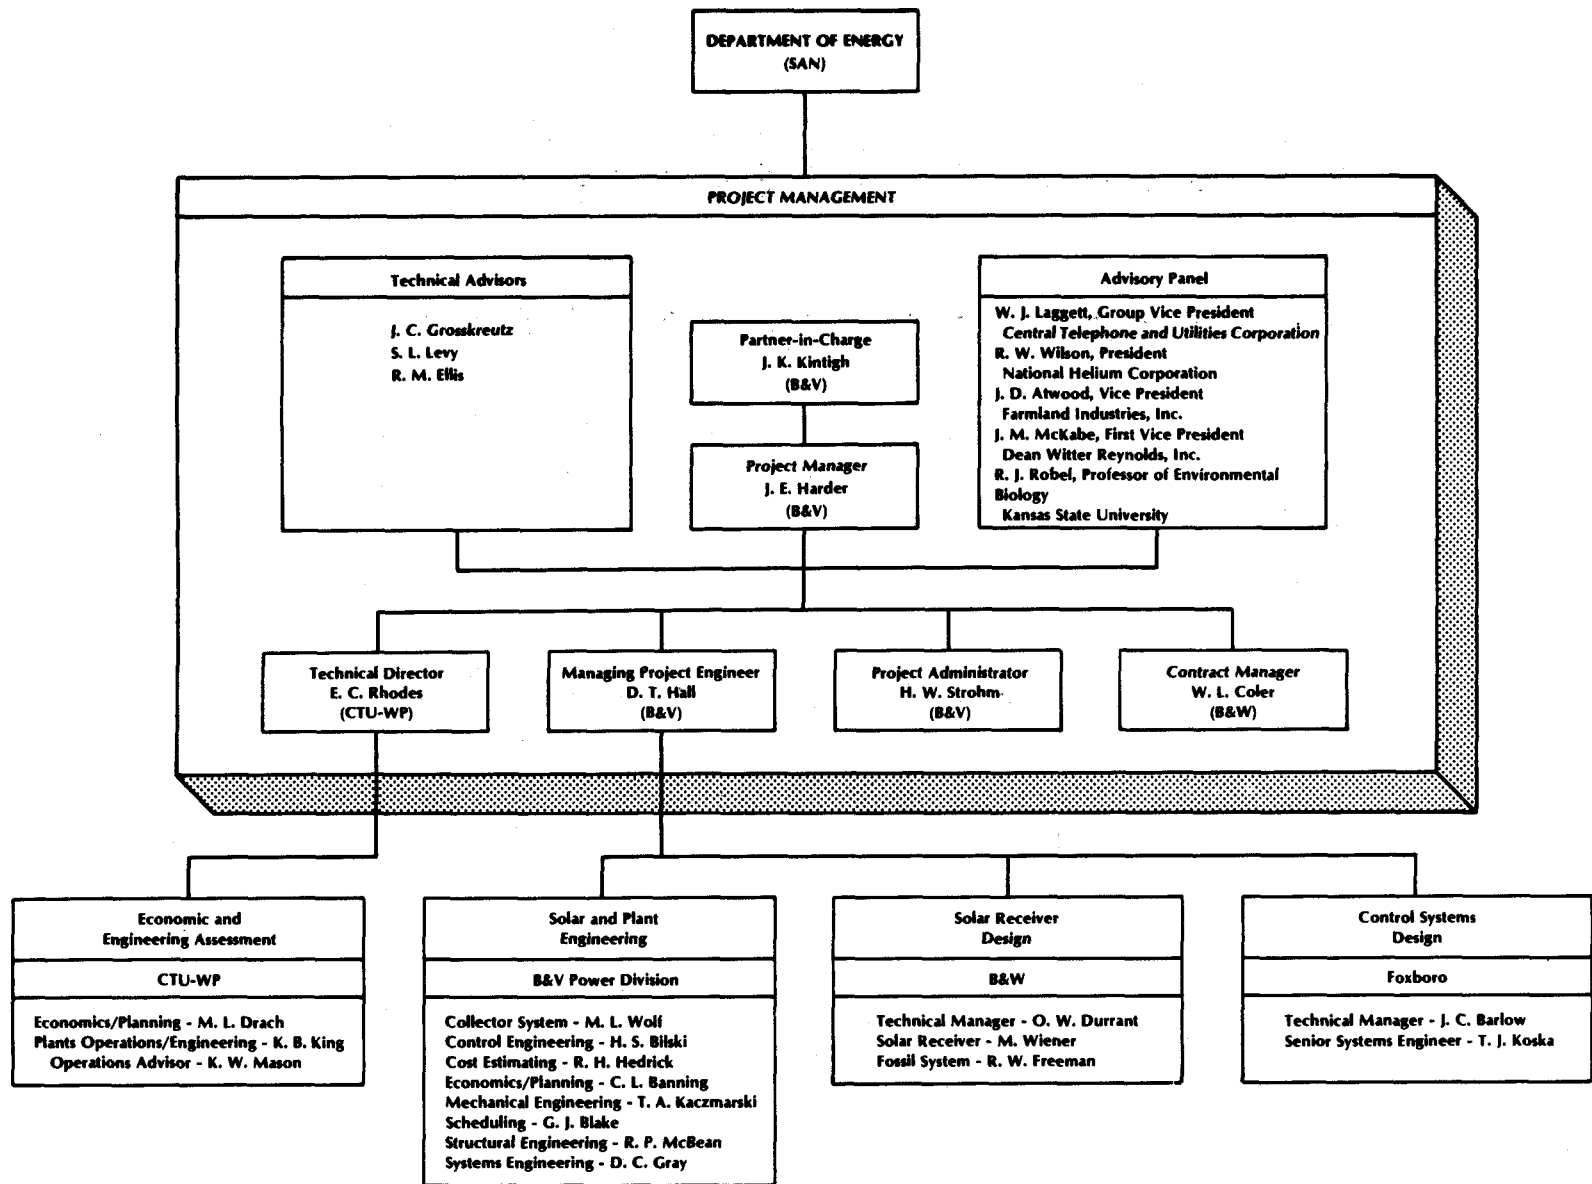 DEPARTMENT OF ENERGY
(SAN)
PROJECT MANAGEMENT
Technical Advisors
J. C. Grosskreutz
S. L. Levy
R. M. Ellis
Partner-in-Charge
J. K. Kintigh
(B&V)
Project Manager
J. E. Harder
(B&V)
Advisory Panel
W. J. Laggett, Group Vice President
Central Telephone and Utilities Corporation
R. W. Wilson, President
National Helium Corporation
J. D. Atwood, Vice President
Farmland Industries, Inc.
J. M. McKabe, First Vice President
Dean Witter Reynolds, Inc.
R. J. Robel, Professor of Environmental
Biology
Kansas State University
Technical Director
E. C. Rhodes
(CTU-WP)
Managing Project Engineer
D. T. Hall
(B&V)
Project Administrator
H. W. Strohm
(B&V)
Contract Manager
W. L. Coler
(B&W)
Economic and
Engineering Assessment
CTU-WP
Economics/Planning - M. L. Drach
Plants Operations/Engineering - K. B. King
Operations Advisor - K. W. Mason
Solar and Plant
Engineering
B&V Power Division
Collector System - M. L. Wolf
Control Engineering - H. S. Bilski
Cost Estimating - R. H. Hedrick
Economics/Planning - C. L. Banning
Mechanical Engineering - T. A. Kaczmarski
Scheduling - G. J. Blake
Structural Engineering - R. P. McBean
Systems Engineering - D. C. Gray
Solar Receiver
Design
B&W
Technical Manager - O. W. Durrant
Solar Receiver - M. Wiener
Fossil System - R. W. Freeman
Control Systems
Design
Foxboro
Technical Manager - J. C. Barlow
Senior Systems Engineer - T. J. Koska